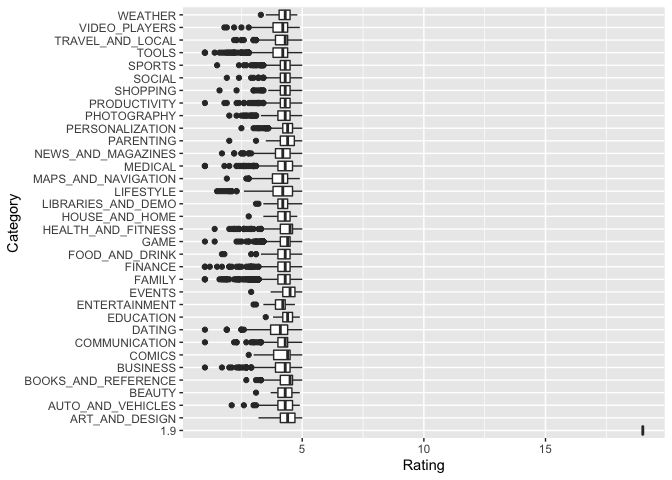 WEATHER
VIDEO_PLAYERS
TRAVEL_AND_LOCAL
TOOLS
SPORTS
SOCIAL
SHOPPING
PRODUCTIVITY
PHOTOGRAPHY
PERSONALIZATION
PARENTING
NEWS_AND_MAGAZINES
MEDICAL
MAPS_AND_NAVIGATION
LIFESTYLE
LIBRARIES_AND_DEMO
HOUSE_AND_HOME
HEALTH_AND_FITNESS
GAME
FOOD_AND_DRINK
FINANCE
FAMILY
EVENTS
ENTERTAINMENT
EDUCATION
DATING
COMMUNICATION
COMICS
BUSINESS
BOOKS_AND_REFERENCE
BEAUTY
AUTO_AND_VEHICLES
ART_AND_DESIGN
1.9
Category
5 10 15
Rating